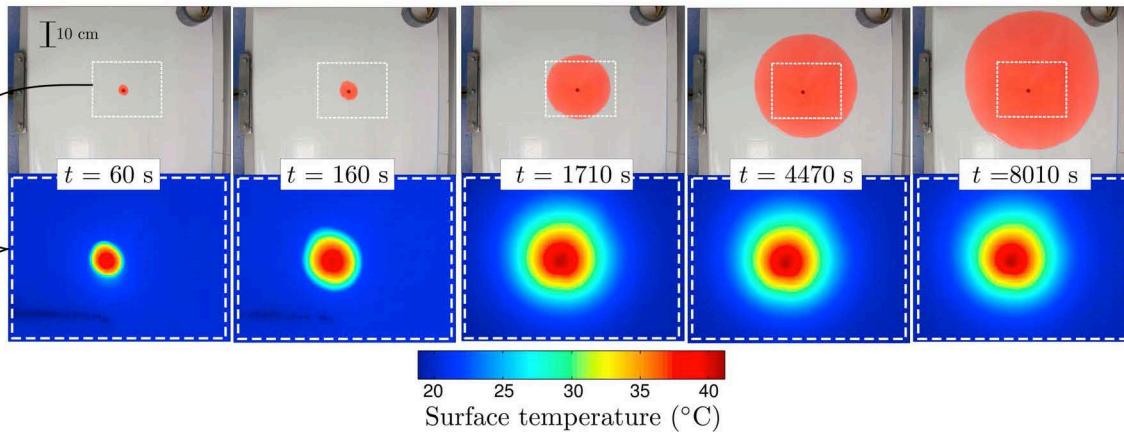 10 cm
t = 60 s
t = 160 s
t = 1710 s
t = 4470 s
t =8010 s
20 25 30 35 40
Surface temperature (°C)